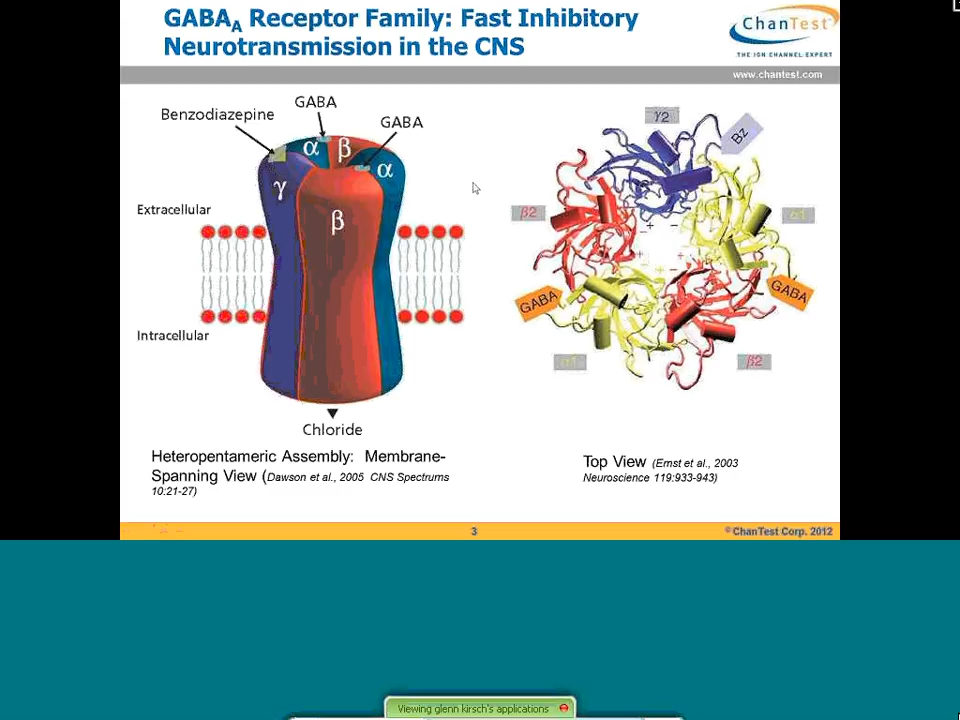 GABAA Receptor Family: Fast Inhibitory
Neurotransmission in the CNS
ChanTest
THE ION CHANNEL EXPERT
www.chantest.com
Benzodiazepine
GABA
GABA
α
β
α
γ
β
Extracellular
Intracellular
Chloride
γ2
Bz
β2
α1
GABA
GABA
α1
β2
Heteropentameric Assembly: Membrane-
Spanning View (Dawson et al., 2005 CNS Spectrums
10:21-27)
Top View (Ernst et al., 2003
Neuroscience 119:933-943)
3
© ChanTest Corp. 2012
Viewing glenn kirsch's applications